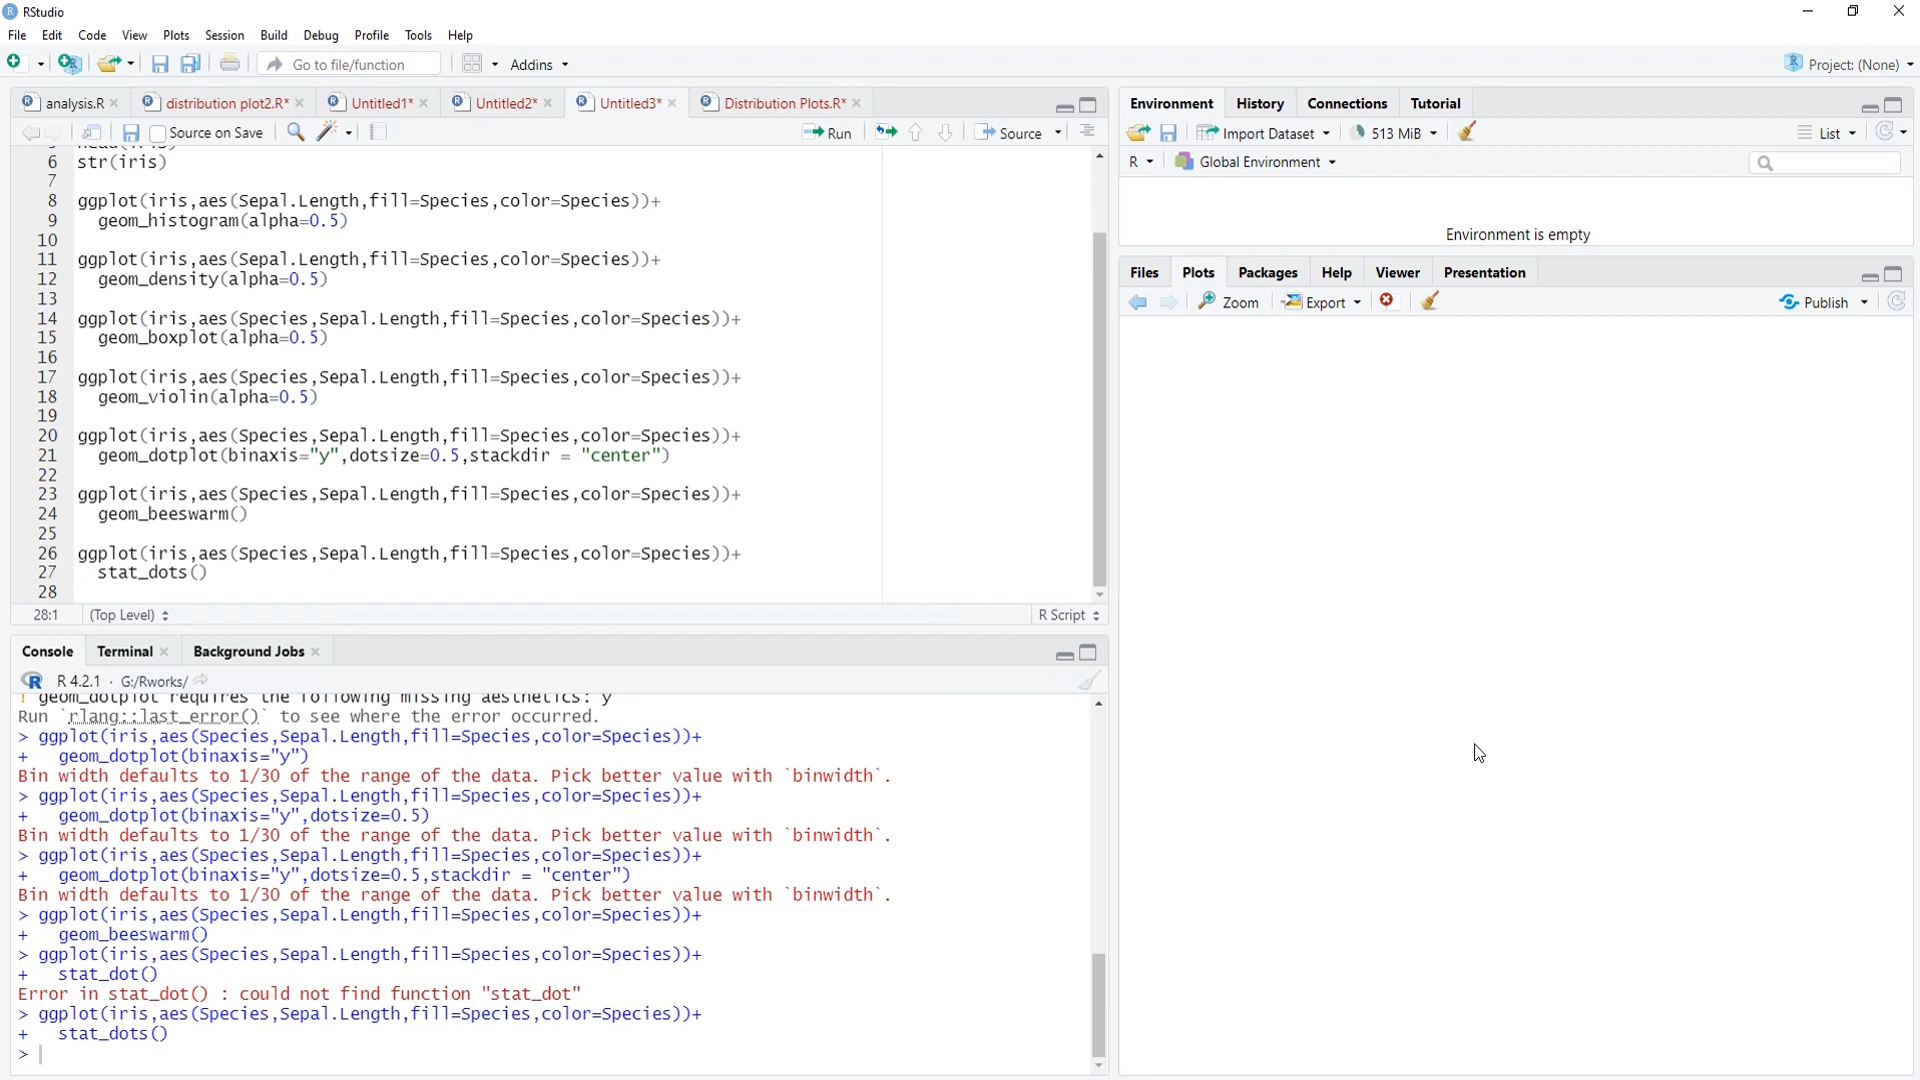 RStudio
File Edit Code View Plots Session Build Debug Profile Tools Help
Go to file/function Addins Project: (None)
analysis.R distribution plot2.R* Untitled1* Untitled2* Untitled3* Distribution Plots.R*
Source on Save Run Source
6 str(iris)
7
8 ggplot(iris,aes(Sepal.Length,fill=Species,color=Species))+
9 geom_histogram(alpha=0.5)
10
11 ggplot(iris,aes(Sepal.Length,fill=Species,color=Species))+
12 geom_density(alpha=0.5)
13
14 ggplot(iris,aes(Species,Sepal.Length,fill=Species,color=Species))+
15 geom_boxplot(alpha=0.5)
16
17 ggplot(iris,aes(Species,Sepal.Length,fill=Species,color=Species))+
18 geom_violin(alpha=0.5)
19
20 ggplot(iris,aes(Species,Sepal.Length,fill=Species,color=Species))+
21 geom_dotplot(binaxis="y",dotsize=0.5,stackdir = "center")
22
23 ggplot(iris,aes(Species,Sepal.Length,fill=Species,color=Species))+
24 geom_beeswarm()
25
26 ggplot(iris,aes(Species,Sepal.Length,fill=Species,color=Species))+
27 stat_dots()
28
28:1 (Top Level) R Script
Console Terminal Background Jobs
R 4.2.1 · G:/Rworks/
! geom_dotplot requires the following missing aesthetics: y
Run `rlang::last_error()` to see where the error occurred.
> ggplot(iris,aes(Species,Sepal.Length,fill=Species,color=Species))+
+ geom_dotplot(binaxis="y")
Bin width defaults to 1/30 of the range of the data. Pick better value with `binwidth`.
> ggplot(iris,aes(Species,Sepal.Length,fill=Species,color=Species))+
+ geom_dotplot(binaxis="y",dotsize=0.5)
Bin width defaults to 1/30 of the range of the data. Pick better value with `binwidth`.
> ggplot(iris,aes(Species,Sepal.Length,fill=Species,color=Species))+
+ geom_dotplot(binaxis="y",dotsize=0.5,stackdir = "center")
Bin width defaults to 1/30 of the range of the data. Pick better value with `binwidth`.
> ggplot(iris,aes(Species,Sepal.Length,fill=Species,color=Species))+
+ geom_beeswarm()
> ggplot(iris,aes(Species,Sepal.Length,fill=Species,color=Species))+
+ stat_dot()
Error in stat_dot() : could not find function "stat_dot"
> ggplot(iris,aes(Species,Sepal.Length,fill=Species,color=Species))+
+ stat_dots()
>
Environment History Connections Tutorial
Import Dataset 513 MiB List
R Global Environment
Environment is empty
Files Plots Packages Help Viewer Presentation
Zoom Export Publish